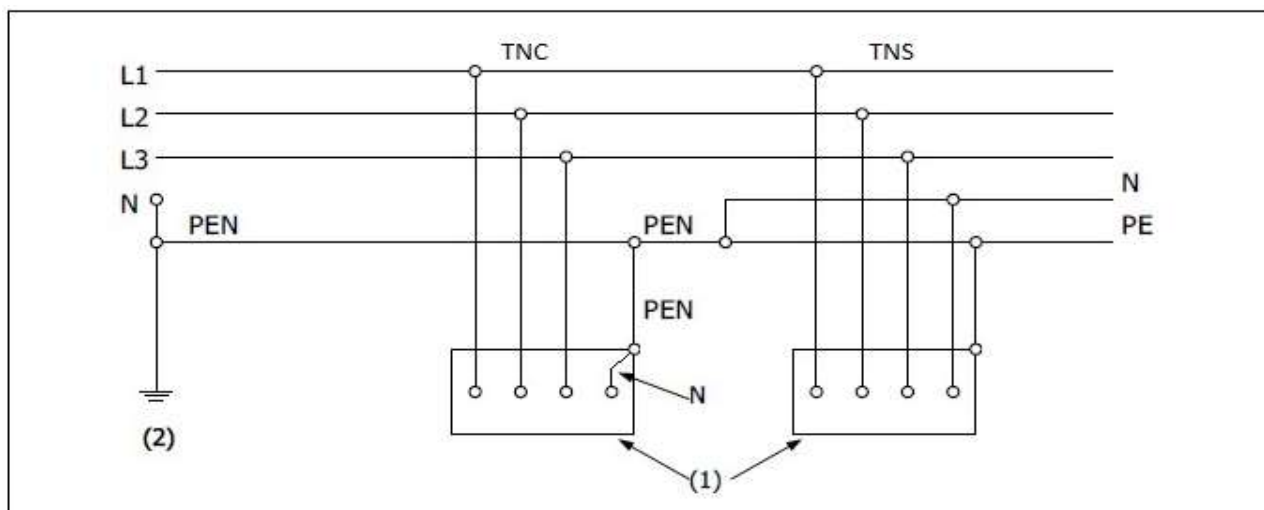 TNC TNS
L1
L2
L3
N N
PEN PEN PE
PEN
N
(2)
(1)